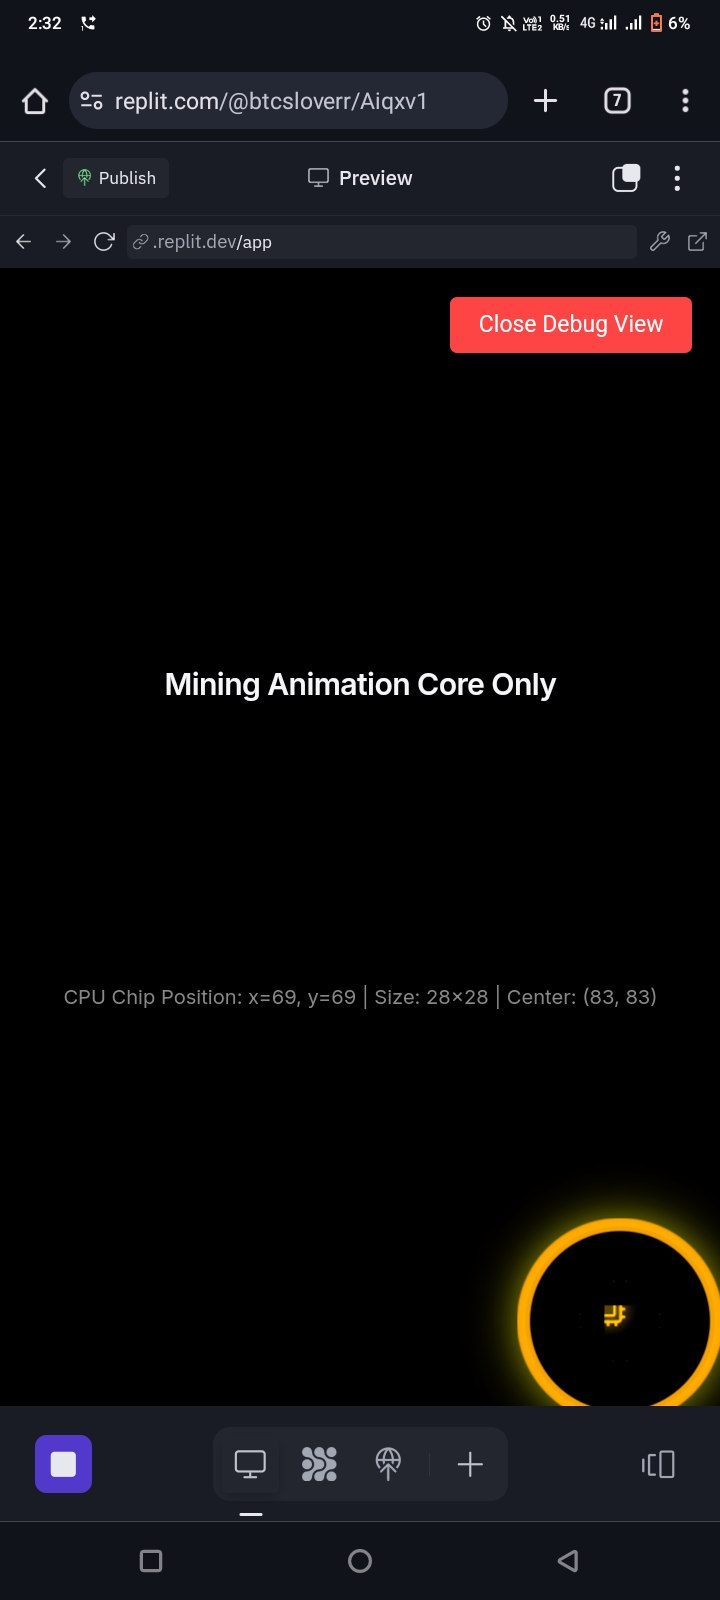 2:32
Vo))1 LTE2
0.51 KB/s
4G
6%
replit.com/@btcsloverr/Aiqxv1
7
Publish
Preview
.replit.dev/app
Close Debug View
Mining Animation Core Only
CPU Chip Position: x=69, y=69 | Size: 28×28 | Center: (83, 83)